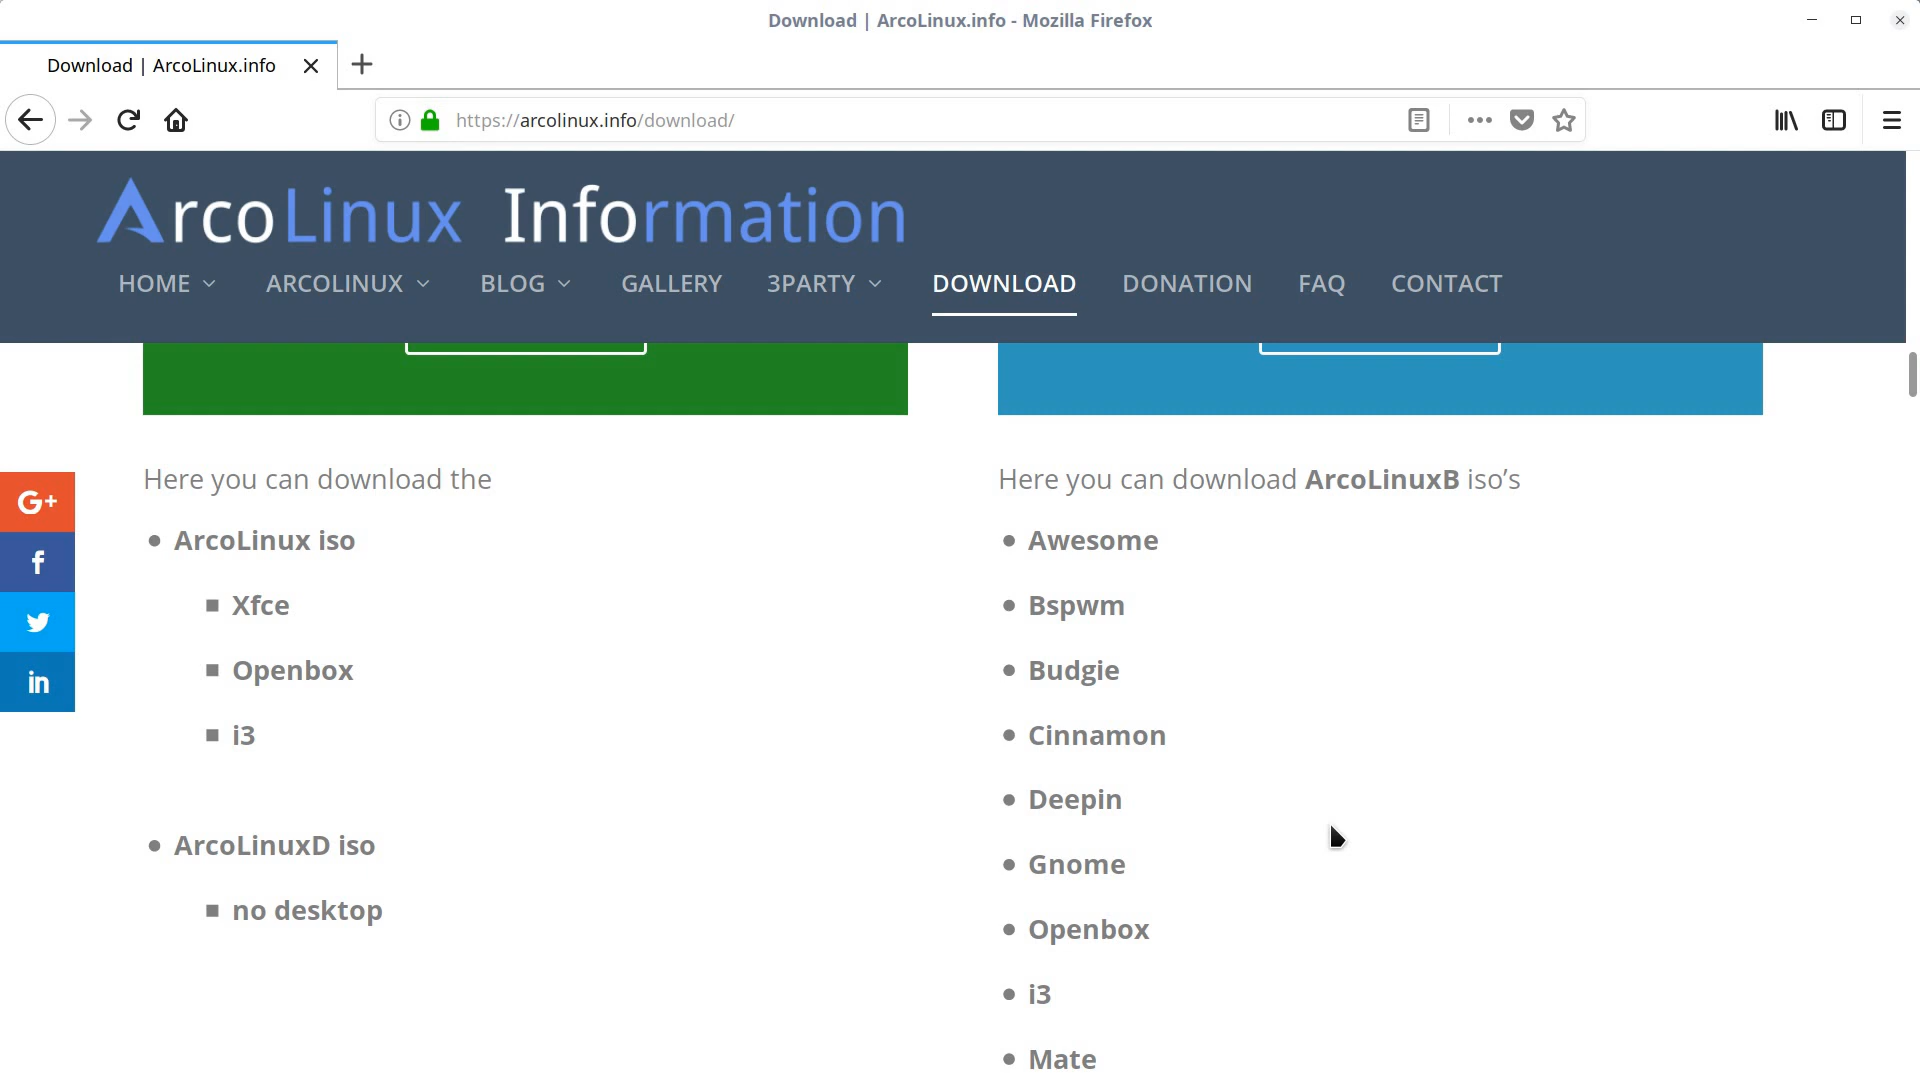 Download | ArcoLinux.info - Mozilla Firefox
Download | ArcoLinux.info
https://arcolinux.info/download/
ArcoLinux Information
HOME ARCOLINUX BLOG GALLERY 3PARTY DOWNLOAD DONATION FAQ CONTACT
Here you can download the
ArcoLinux iso
Xfce
Openbox
i3
ArcoLinuxD iso
no desktop
Here you can download ArcoLinuxB iso’s
Awesome
Bspwm
Budgie
Cinnamon
Deepin
Gnome
Openbox
i3
Mate
G+
f
in